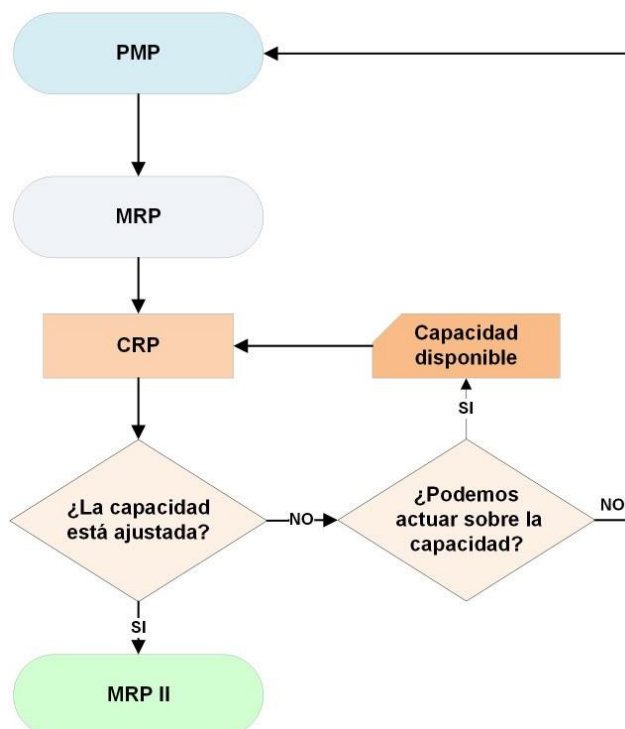 PMP
MRP
CRP
Capacidad
disponible
SI
¿La capacidad
está ajustada?
NO
¿Podemos
actuar sobre la
capacidad?
NO
SI
MRP II